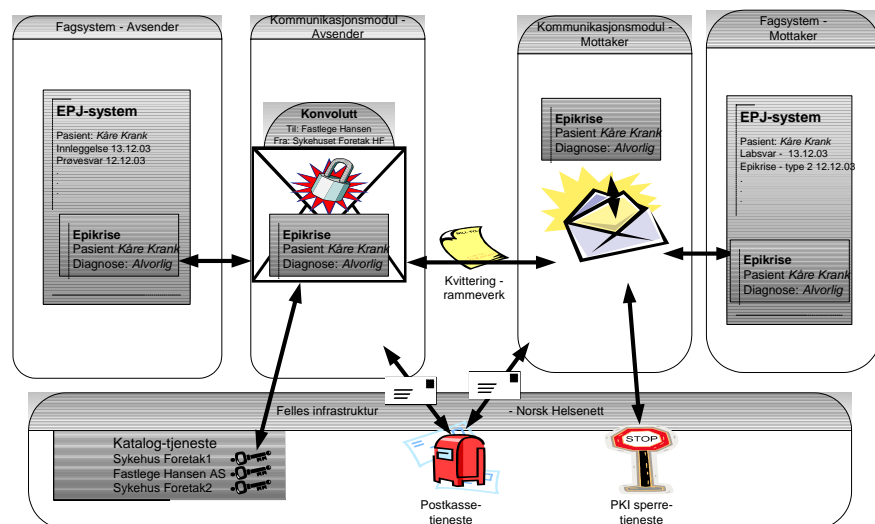 Fagsystem - Avsender
EPJ-system
Pasient: Kåre Krank
Innleggelse 13.12.03
Prøvesvar 12.12.03
.
.
.
Epikrise
Pasient Kåre Krank
Diagnose: Alvorlig
Kommunikasjonsmodul -
Avsender
Konvolutt
Til: Fastlege Hansen
Fra: Sykehuset Foretak HF
Epikrise
Pasient Kåre Krank
Diagnose: Alvorlig
Kvittering -
rammeverk
Kommunikasjonsmodul -
Mottaker
Epikrise
Pasient Kåre Krank
Diagnose: Alvorlig
Fagsystem -
Mottaker
EPJ-system
Pasient: Kåre Krank
Labsvar - 13.12.03
Epikrise - type 2 12.12.03
.
.
.
Epikrise
Pasient Kåre Krank
Diagnose: Alvorlig
Felles infrastruktur - Norsk Helsenett
Katalog-tjeneste
Sykehus Foretak1
Fastlege Hansen AS
Sykehus Foretak2
Postkasse-
tjeneste
STOP
PKI sperre-
tjeneste